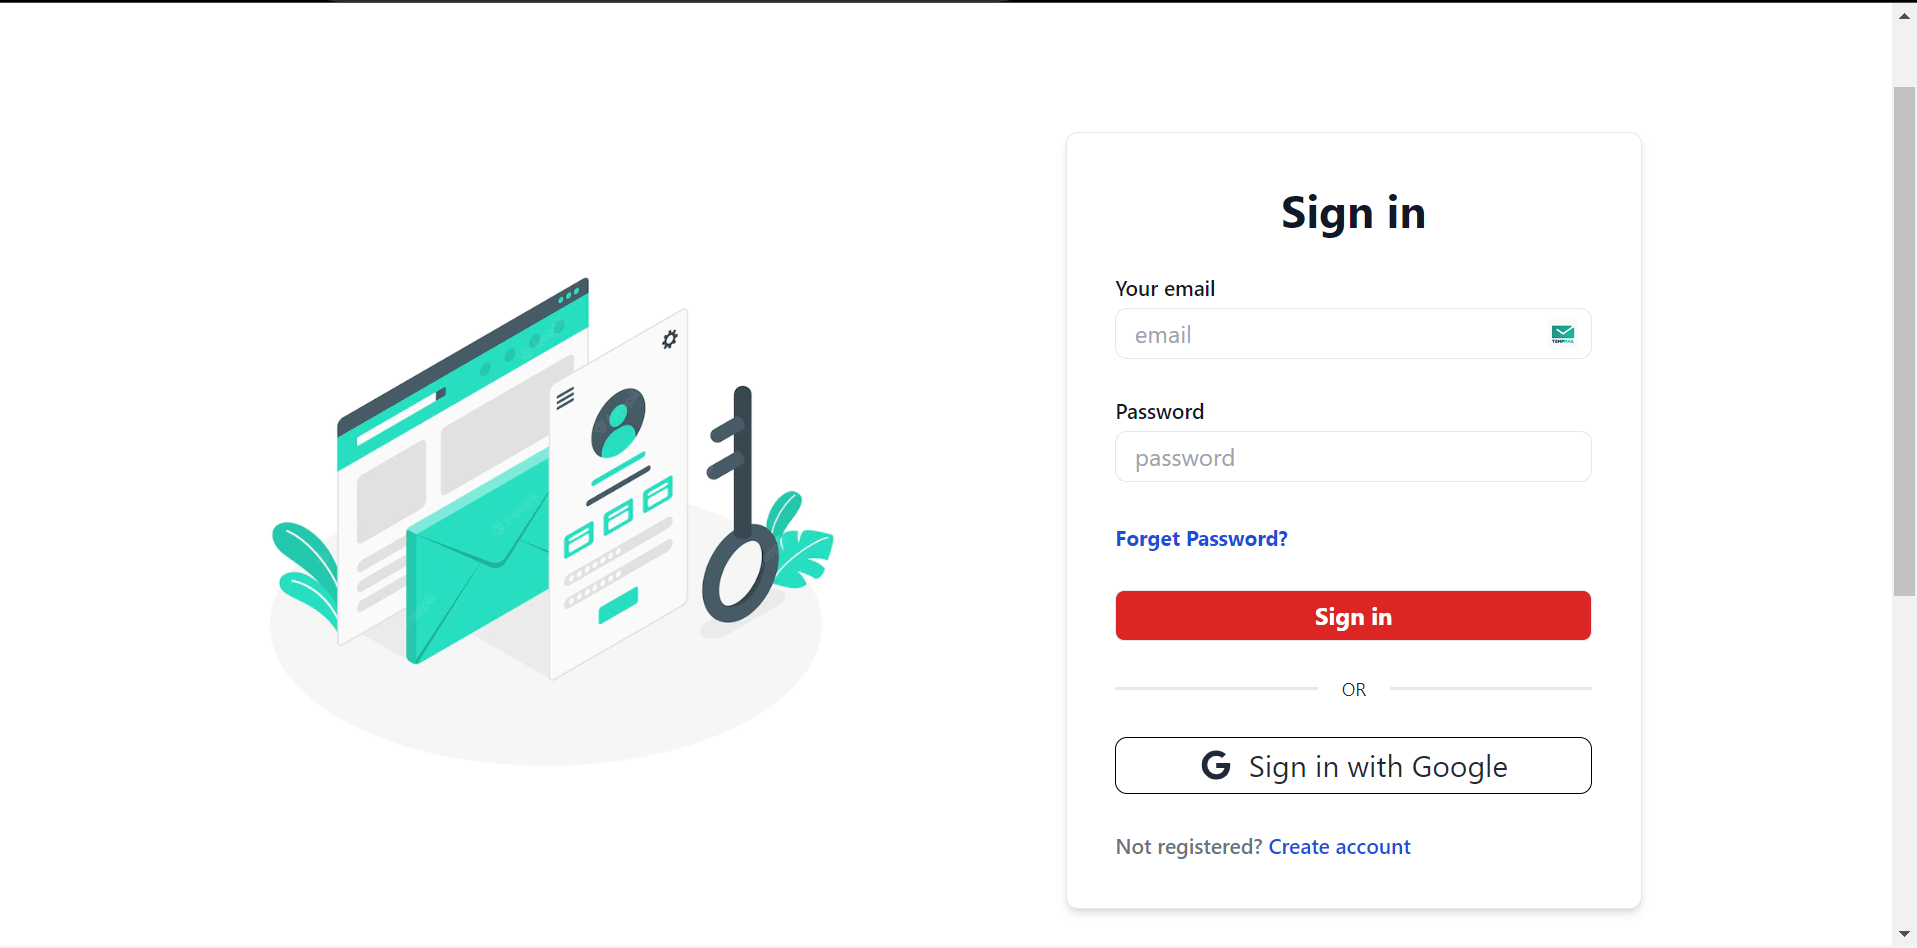 Sign in
Your email
email
TEMPMAIL
Password
password
Forget Password?
Sign in
OR
G Sign in with Google
Not registered? Create account